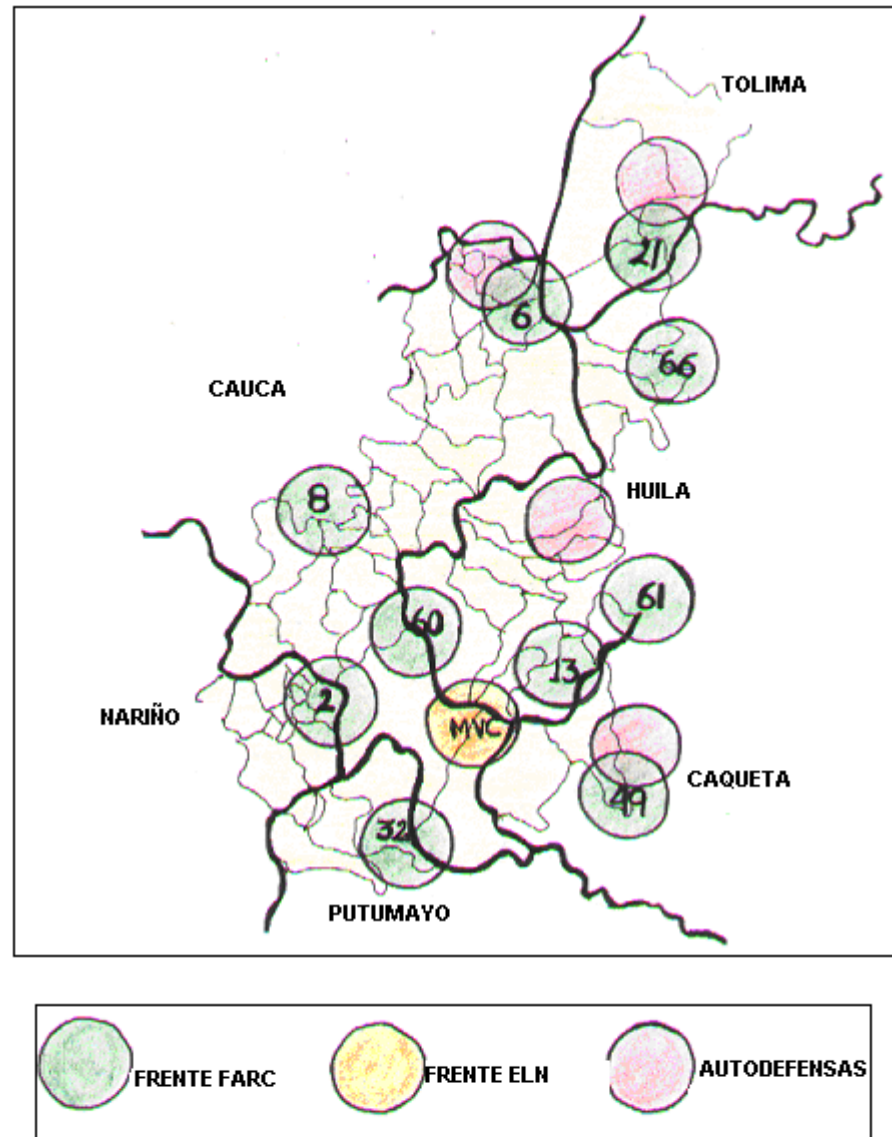 TOLIMA
21
6
66
CAUCA
HUILA
8
61
60
13
2
NARIÑO
MVC
CAQUETA
49
32
PUTUMAYO
FRENTE FARC
FRENTE ELN
AUTODEFENSAS